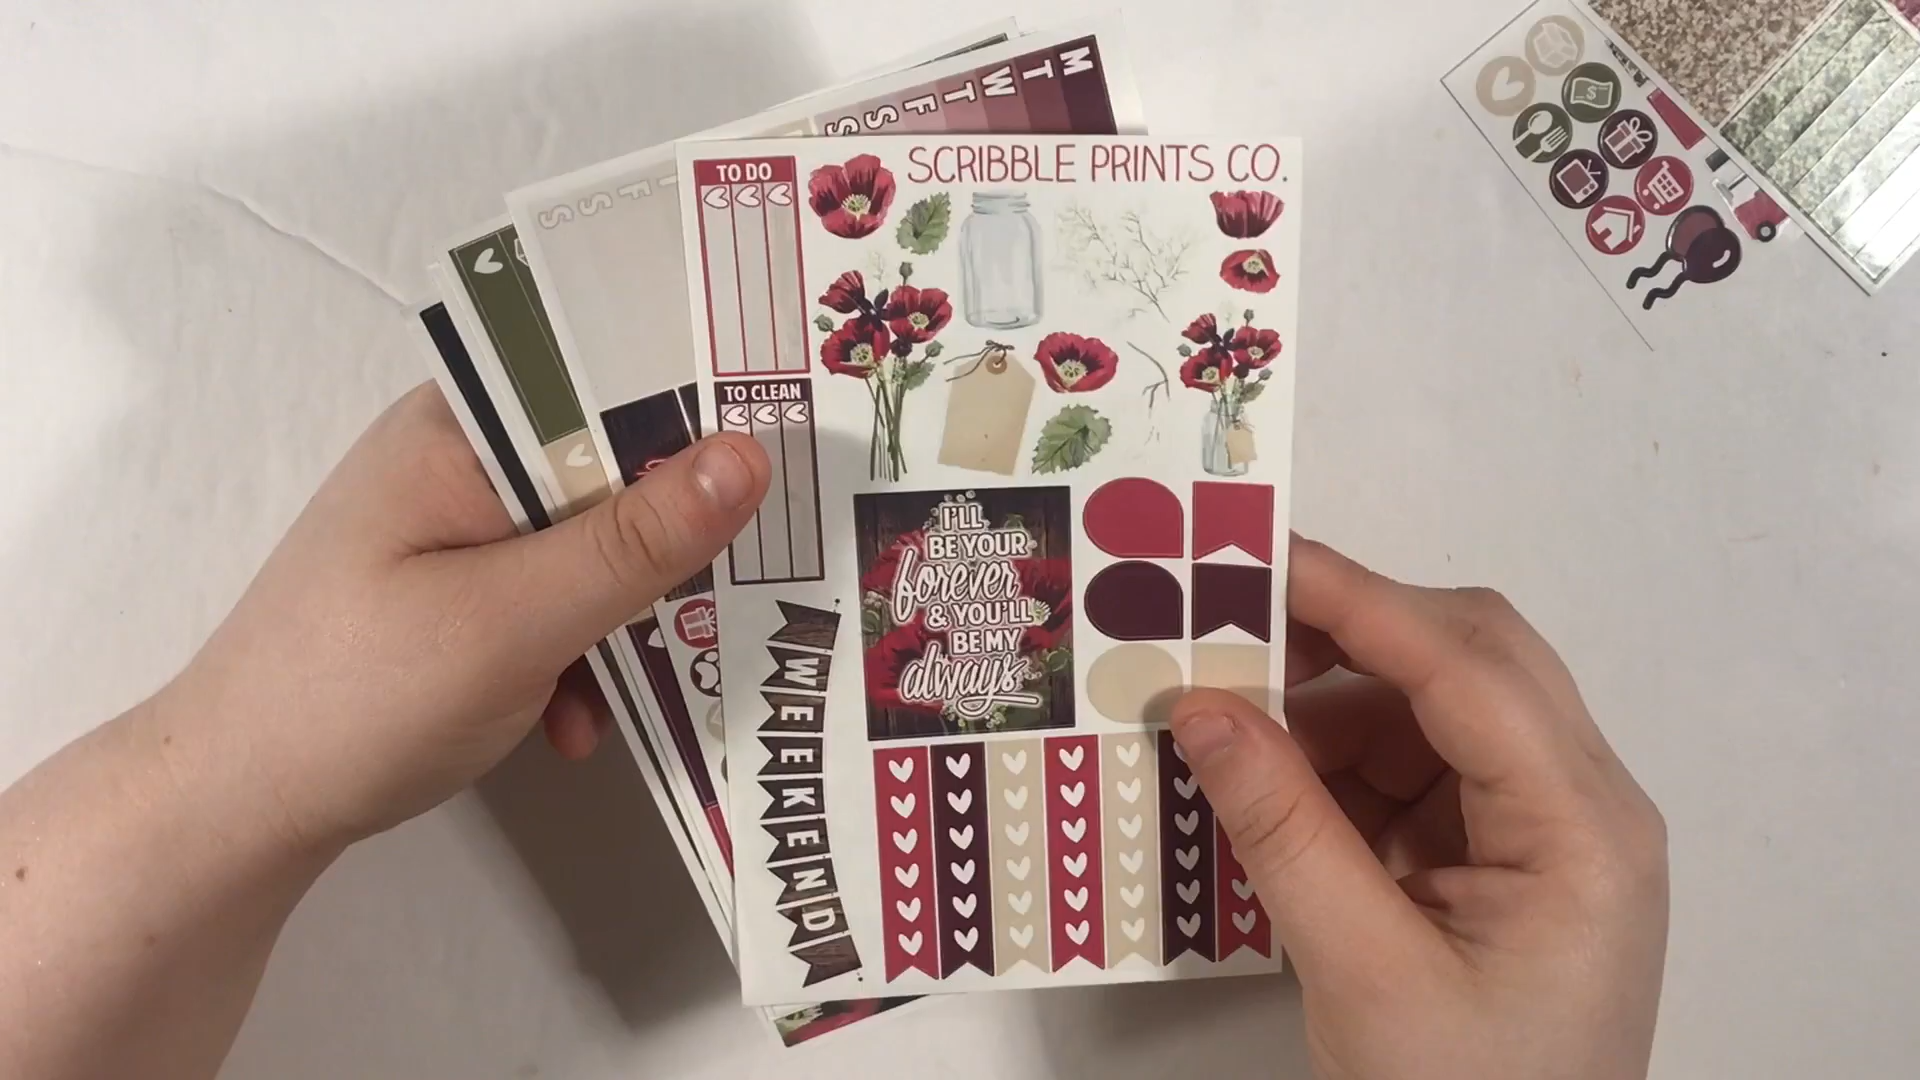 M
T
W
T
F
S
S
F
S
S
SCRIBBLE PRINTS CO.
TO DO
TO CLEAN
I'LL
BE YOUR
forever
& YOU'LL
BE MY
always
WEEKEND
$